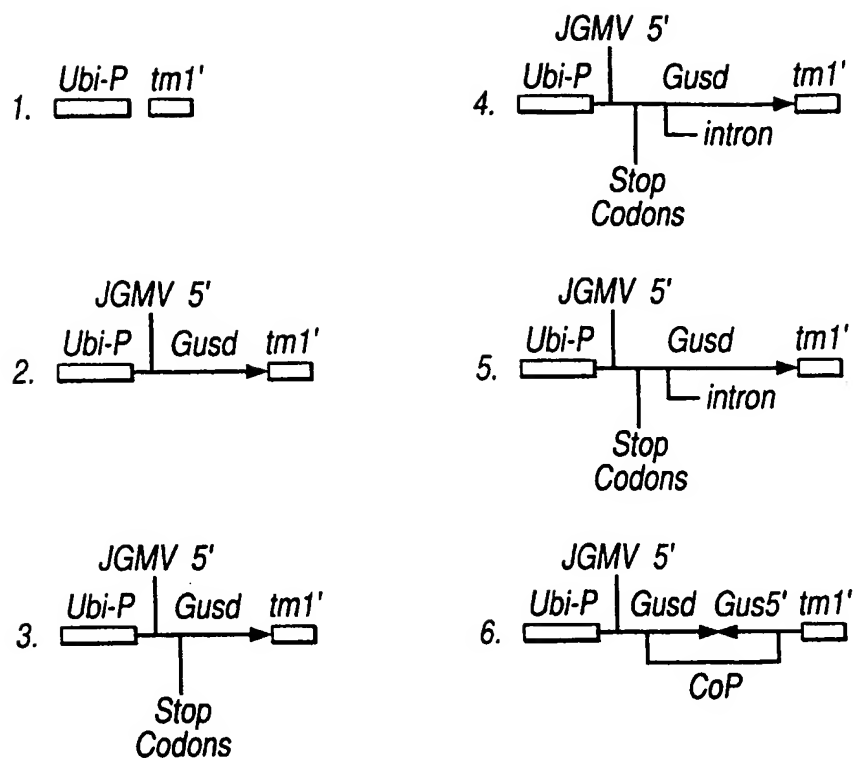 Ubi-P tm1'
1.
JGMV 5'
Ubi-P Gusd tm1'
2.
JGMV 5'
Ubi-P Gusd tm1'
3.
Stop
Codons
JGMV 5'
Ubi-P Gusd tm1'
4.
intron
Stop
Codons
JGMV 5'
Ubi-P Gusd tm1'
5.
intron
Stop
Codons
JGMV 5'
Ubi-P Gusd Gus5' tm1'
6.
CoP